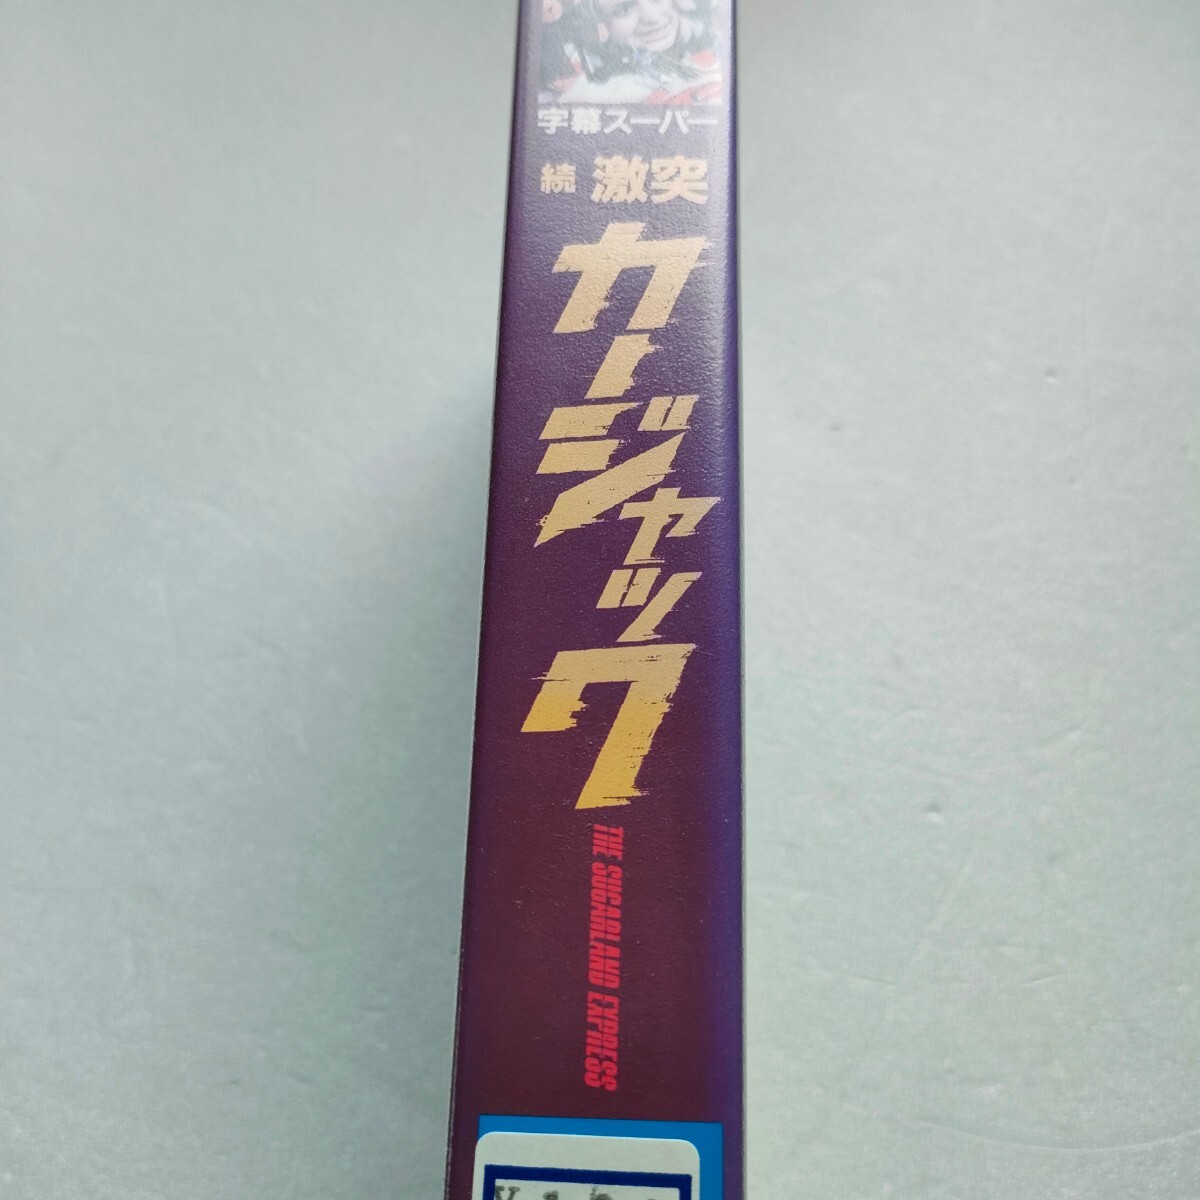 字幕スーパー
続 激突
カージャック
THE SUGARLAND EXPRESS